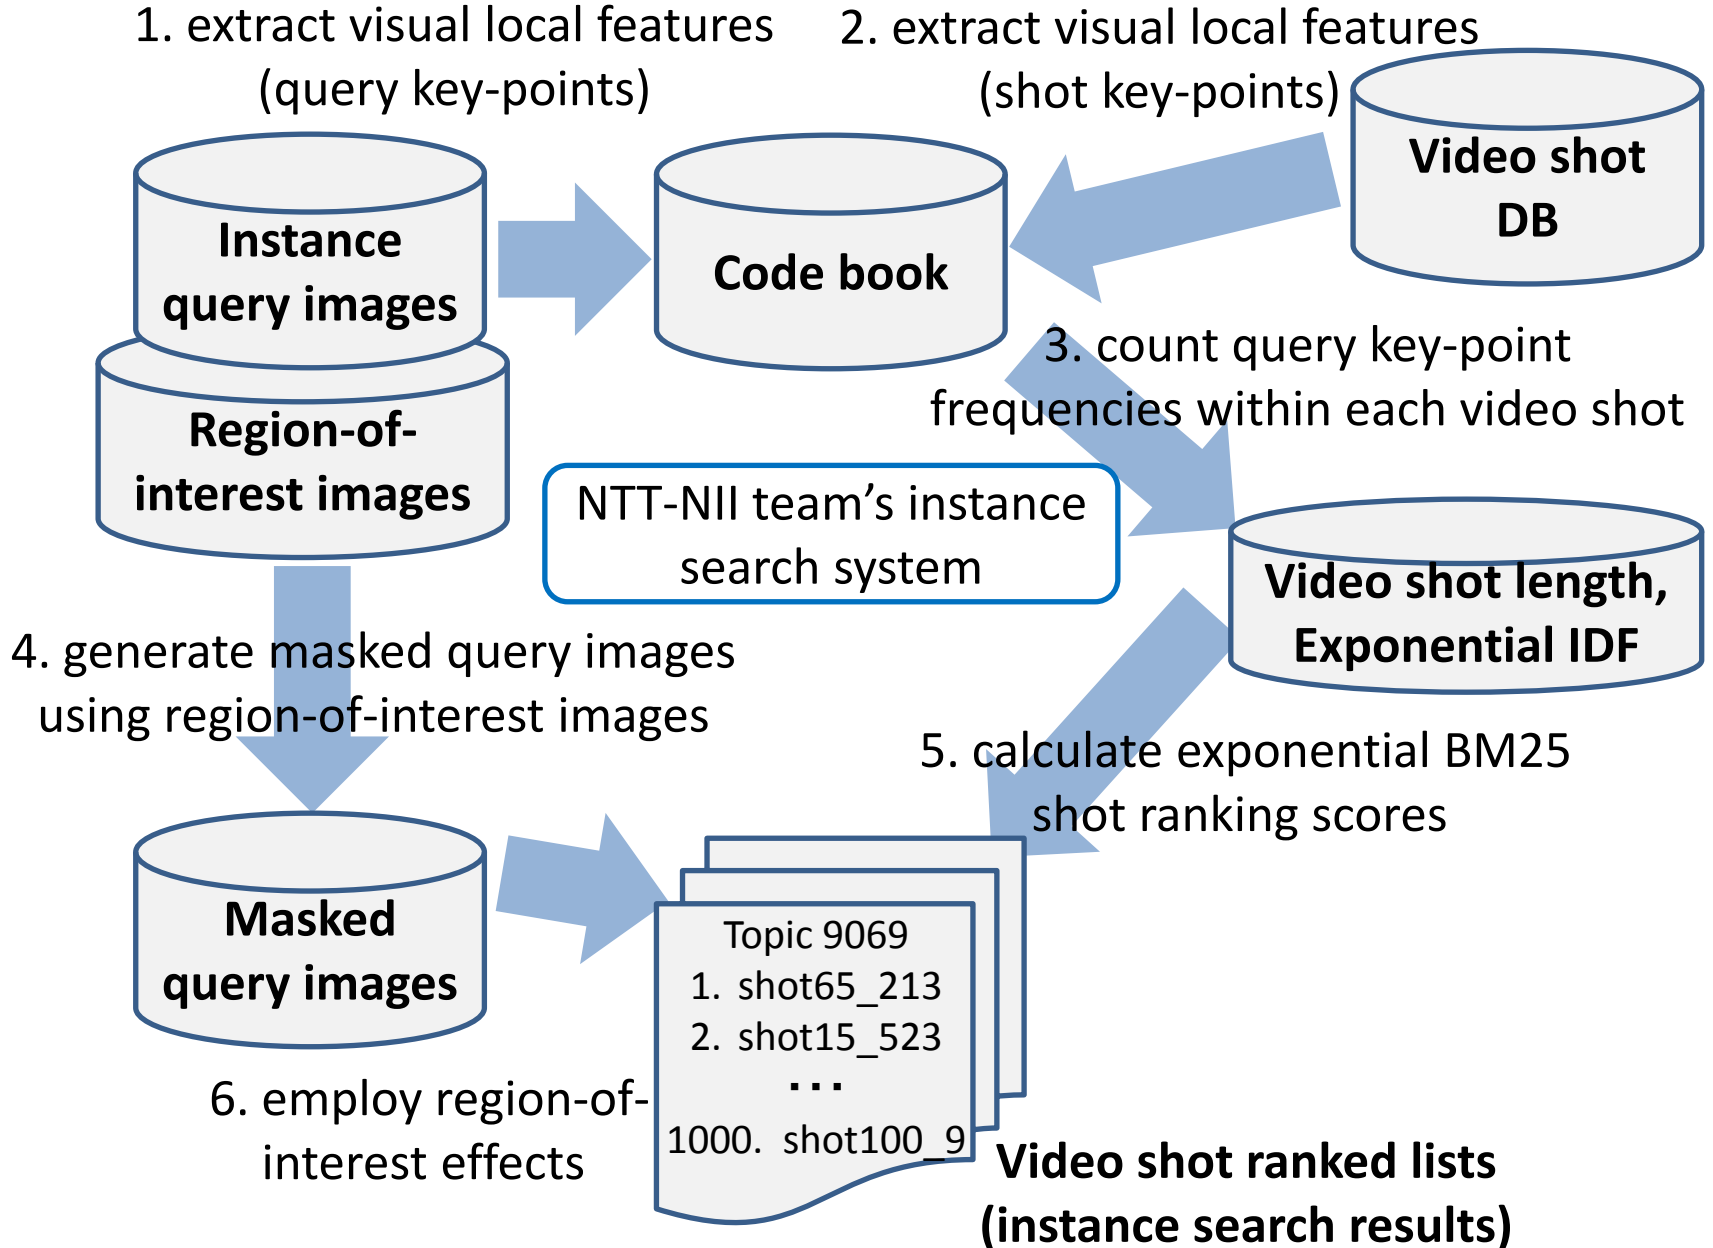 1. extract visual local features
(query key-points)
2. extract visual local features
(shot key-points)
Instance
query images
Code book
Video shot
DB
3. count query key-point
frequencies within each video shot
Region-of-
interest images
NTT-NII team’s instance
search system
Video shot length,
Exponential IDF
4. generate masked query images
using region-of-interest images
5. calculate exponential BM25
shot ranking scores
Masked
query images
Topic 9069
1. shot65_213
2. shot15_523
...
1000. shot100_9
6. employ region-of-
interest effects
Video shot ranked lists
(instance search results)